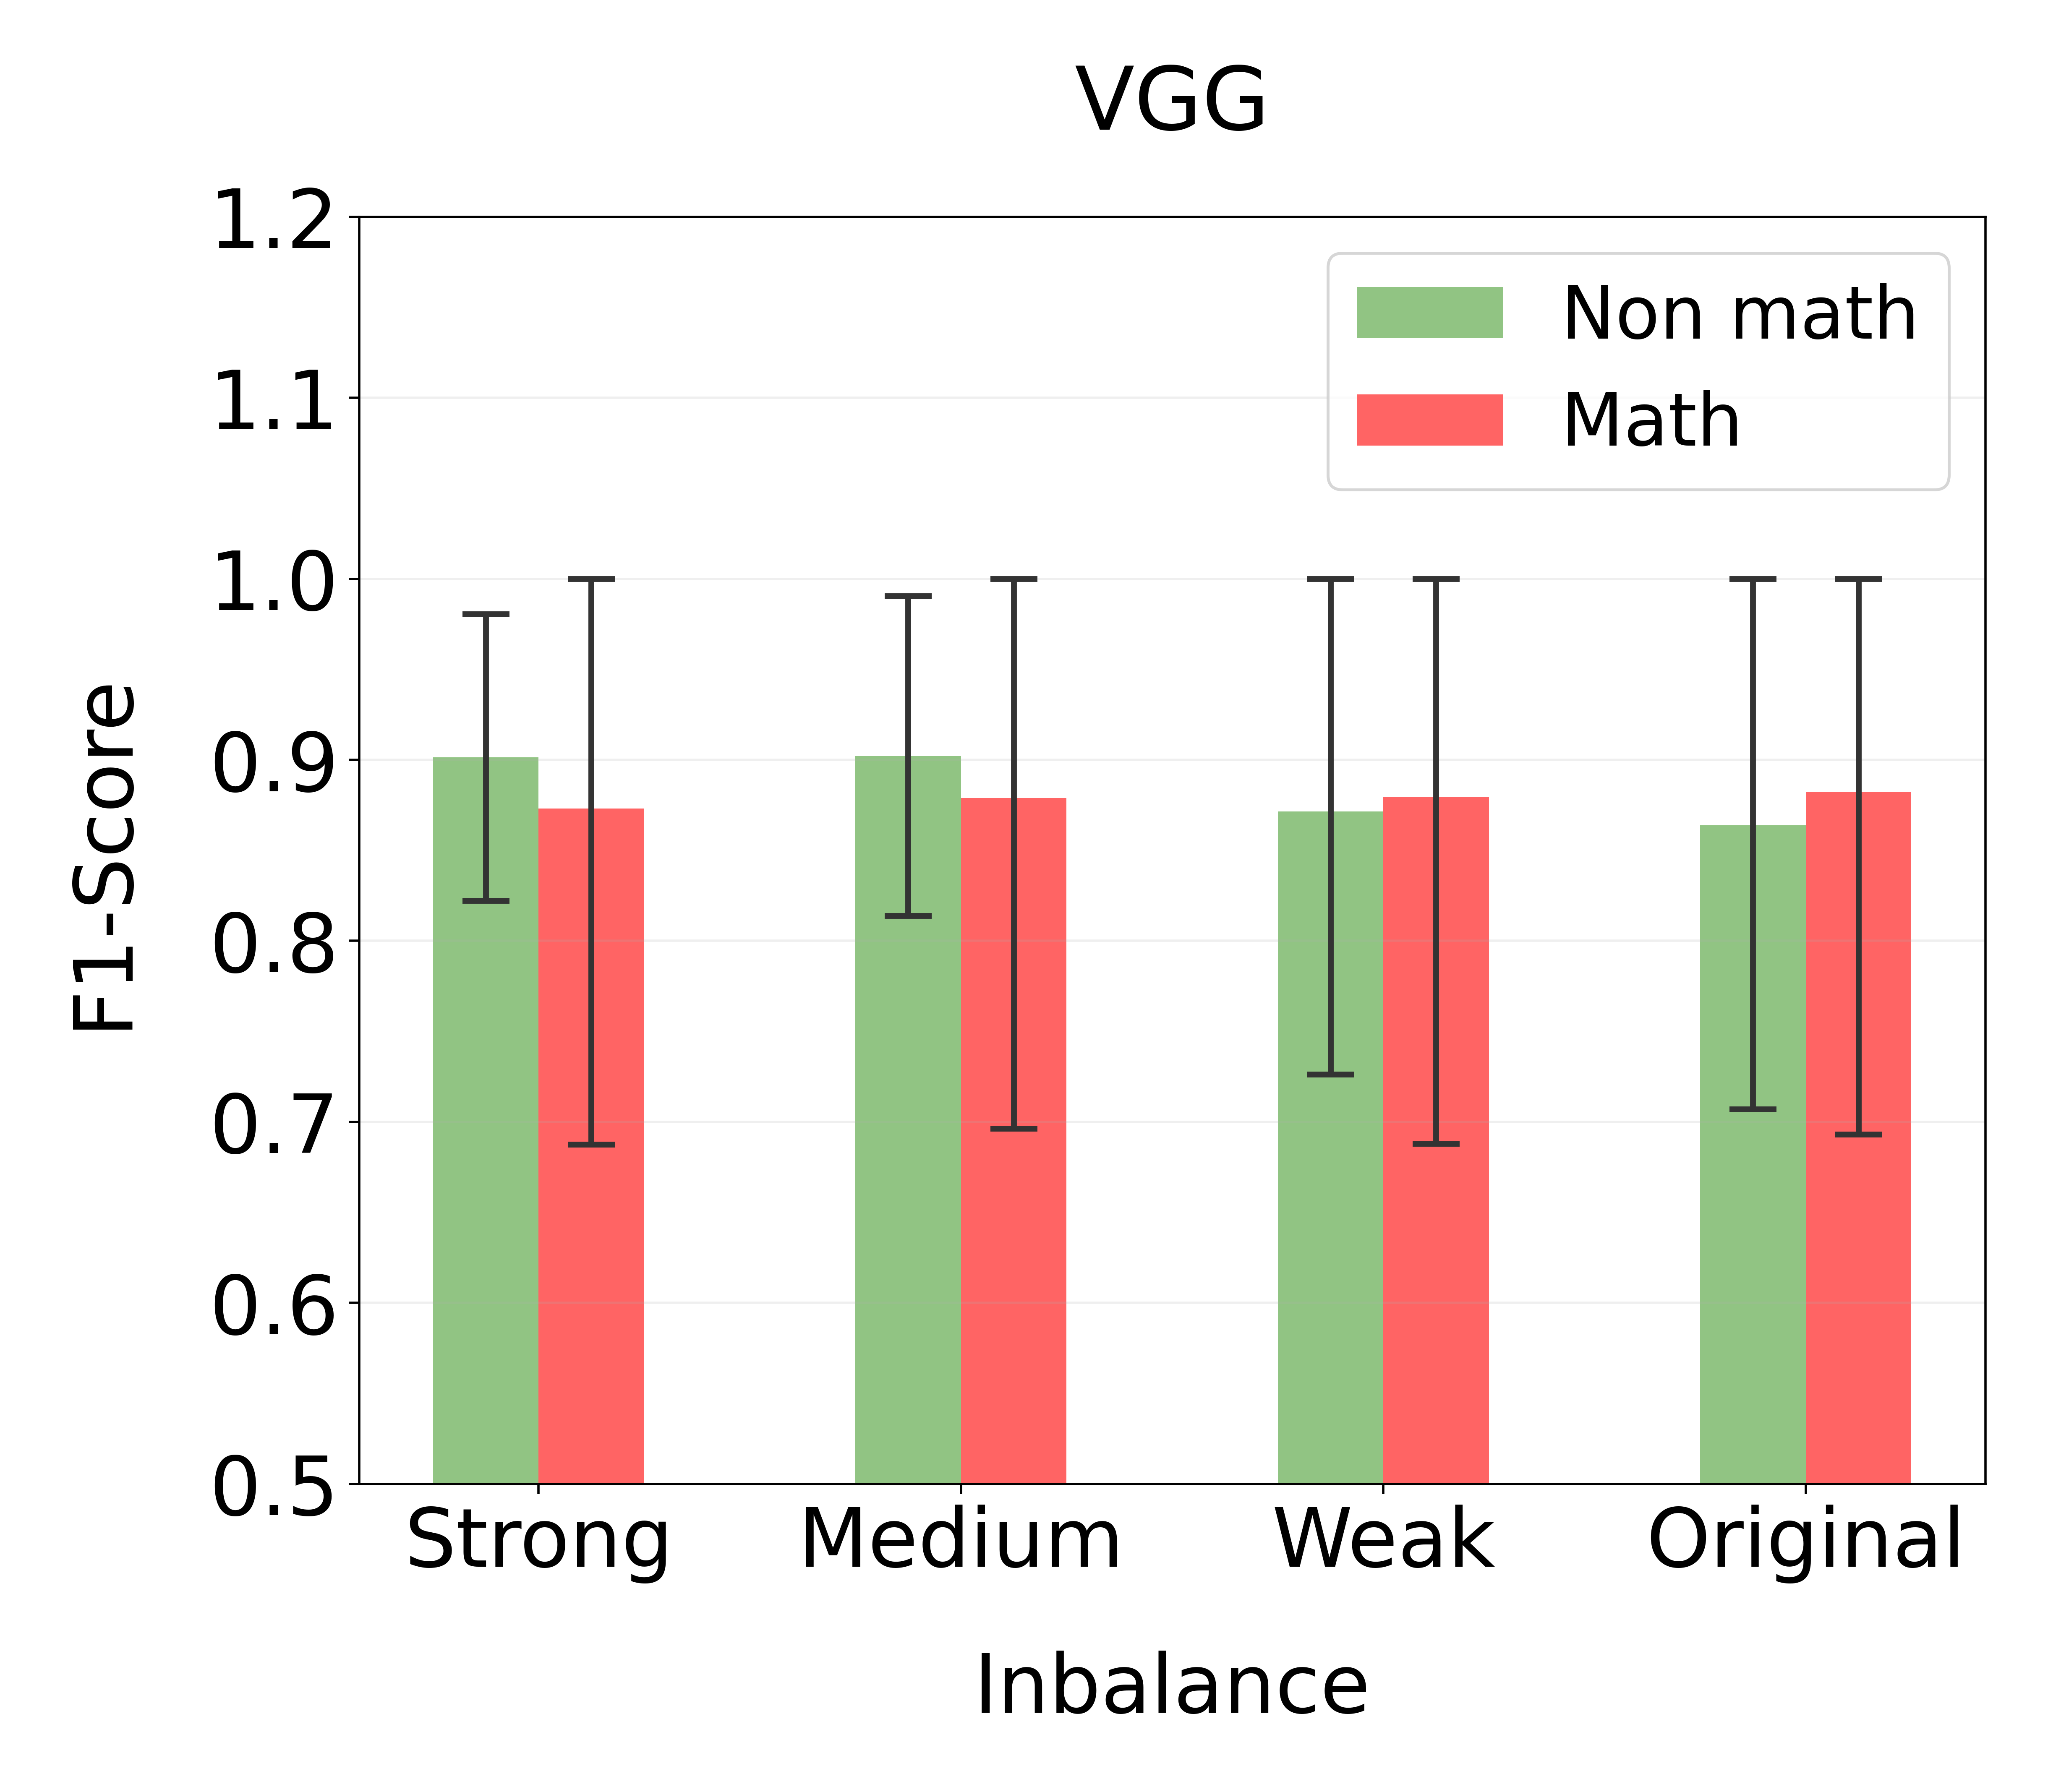 VGG
1.2
1.1
1.0
0.9
0.8
0.7
0.6
0.5
F1-Score
Non math
Math
Strong Medium Weak Original
Inbalance